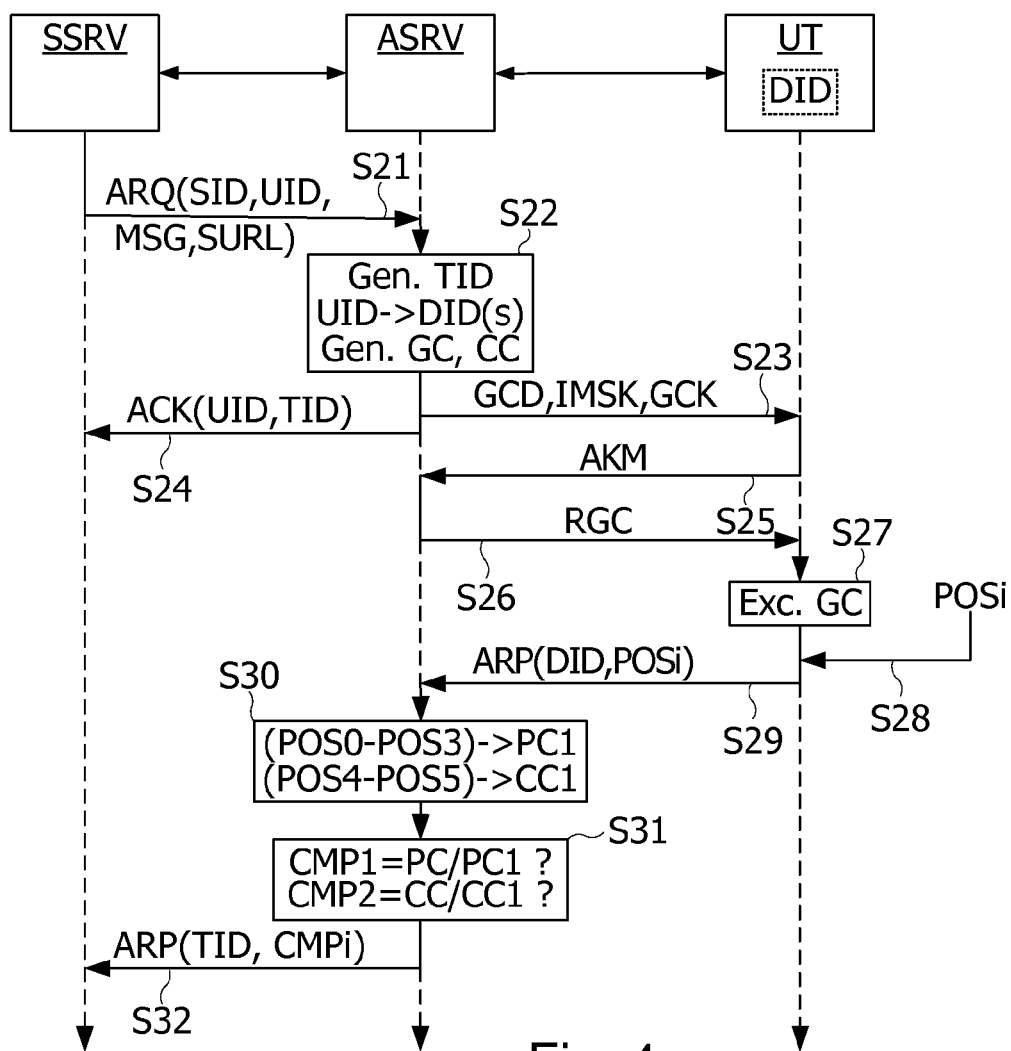 SSRV
ASRV
UT
DID
S21
ARQ(SID,UID,
MSG,SURL)
S22
Gen. TID
UID->DID(s)
Gen. GC, CC
S23
GCD,IMSK,GCK
ACK(UID,TID)
S24
AKM
S25
RGC
S26
S27
Exc. GC
POSi
S28
ARP(DID,POSi)
S29
S30
(POS0-POS3)->PC1
(POS4-POS5)->CC1
S31
CMP1=PC/PC1 ?
CMP2=CC/CC1 ?
ARP(TID, CMPi)
S32